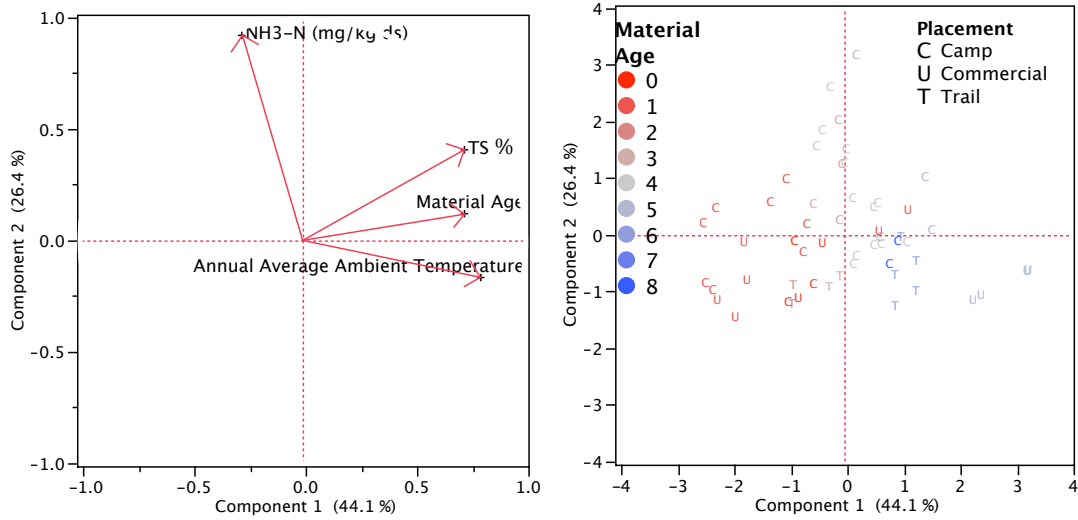 1.0
0.5
0.0
-0.5
-1.0
Component 2 (26.4 %)
NH3-N (mg/kg ds)
TS %
Material Age
Annual Average Ambient Temperature
-1.0 -0.5 0.0 0.5 1.0
Component 1 (44.1 %)
4
3
2
1
0
-1
-2
-3
-4
Component 2 (26.4 %)
Material
Age
0
1
2
3
4
5
6
7
8
Placement
C Camp
U Commercial
T Trail
-4 -3 -2 -1 0 1 2 3 4
Component 1 (44.1 %)